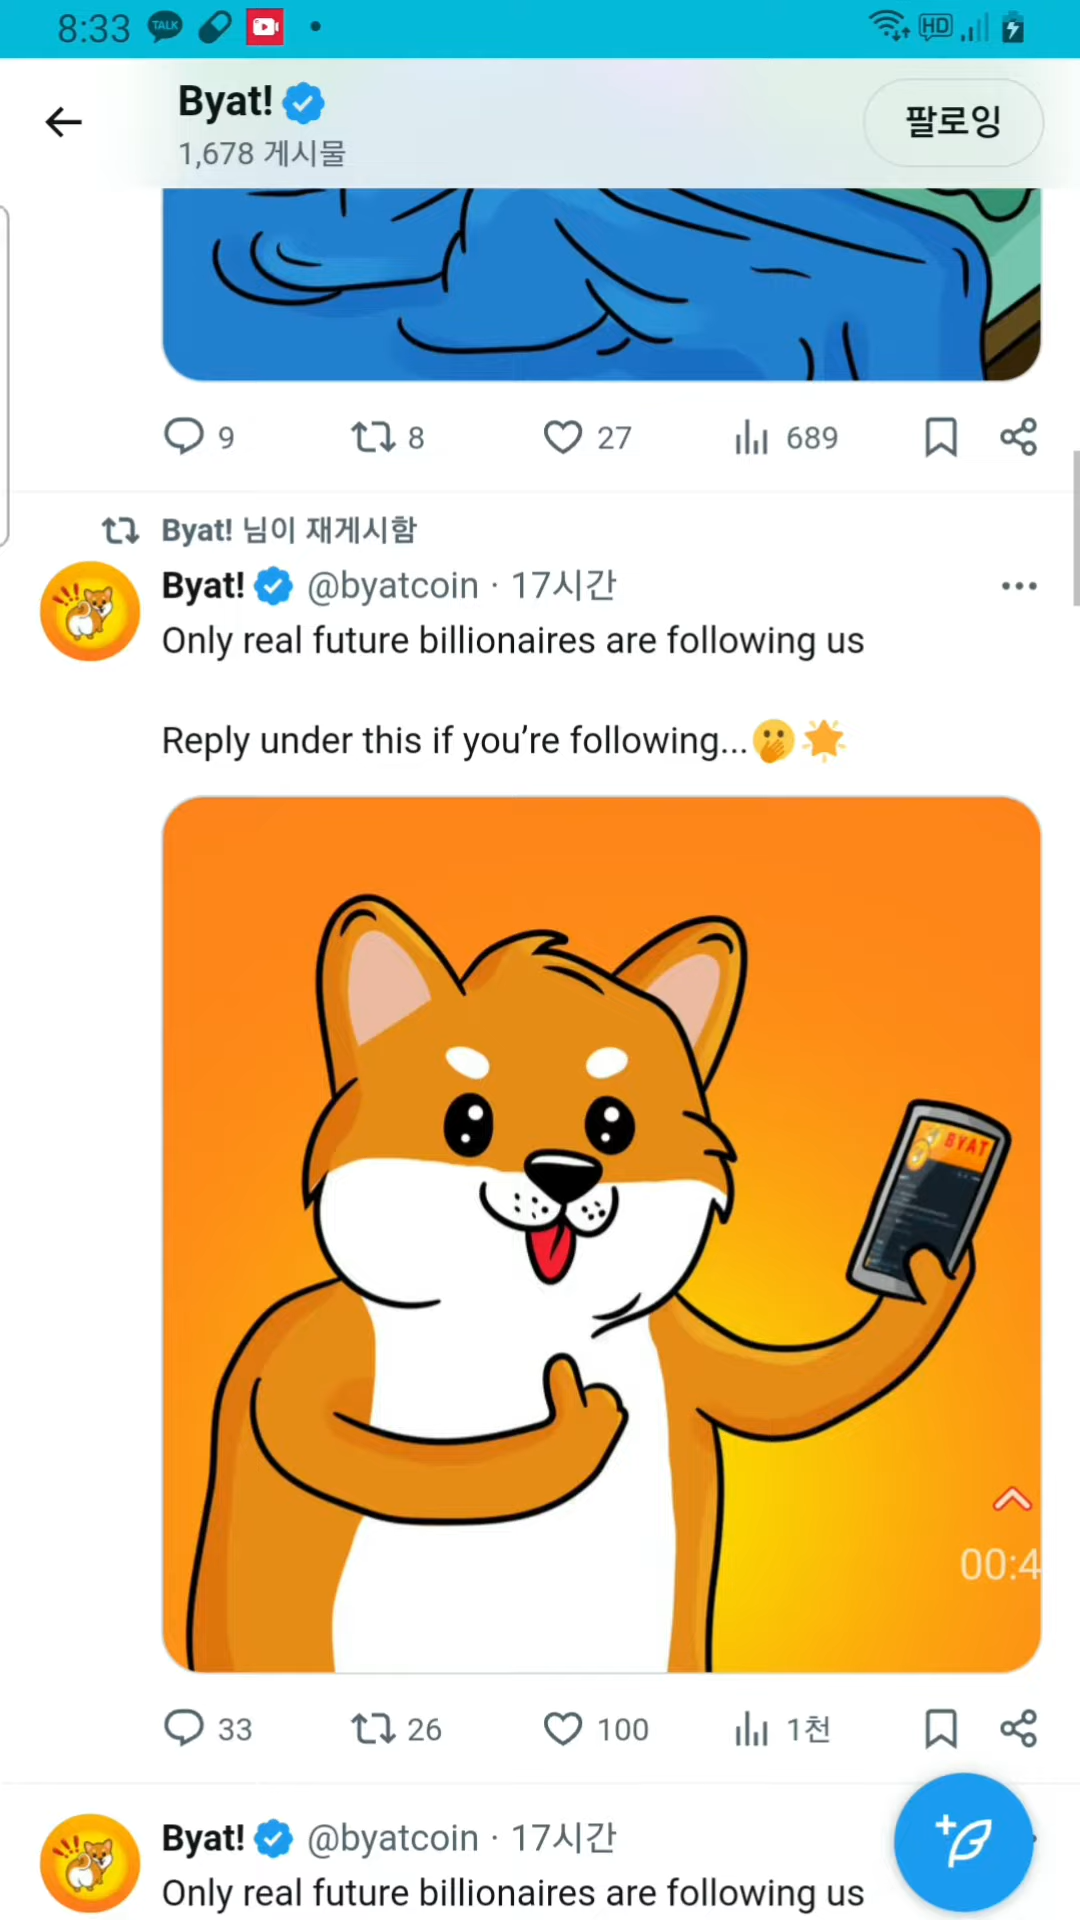 8:33 TALK HD
Byat!
1,678 게시물
팔로잉
9 8 27 689
Byat! 님이 재게시함
Byat! @byatcoin · 17시간
Only real future billionaires are following us
Reply under this if you’re following...🫢🌟
BYAT
00:4
33 26 100 1천
Byat! @byatcoin · 17시간
Only real future billionaires are following us